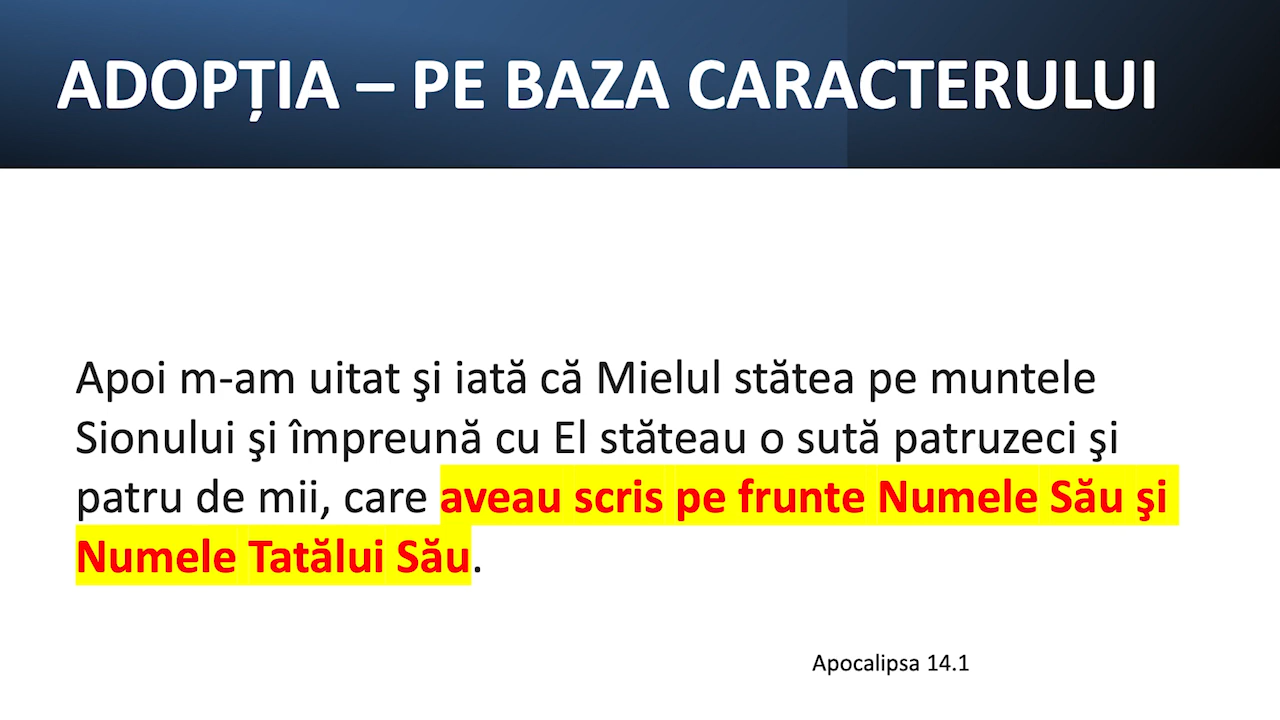 ADOPȚIA – PE BAZA CARACTERULUI
Apoi m-am uitat şi iată că Mielul stătea pe muntele
Sionului şi împreună cu El stăteau o sută patruzeci şi
patru de mii, care aveau scris pe frunte Numele Său şi
Numele Tatălui Său.
Apocalipsa 14.1